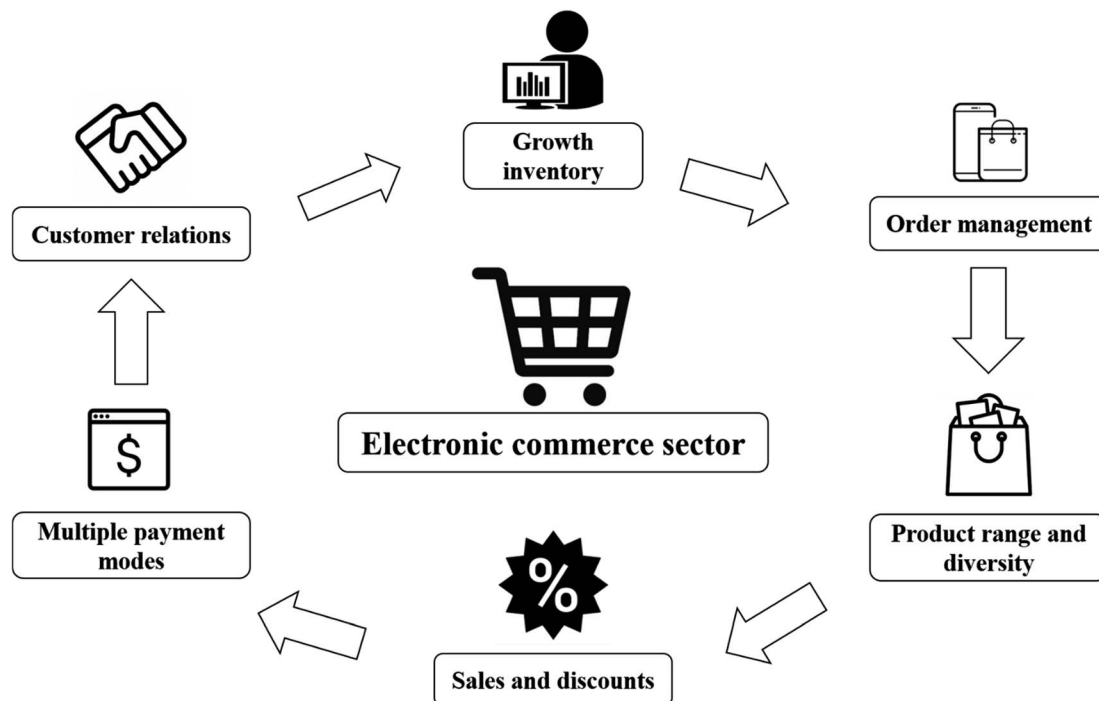 Growth
inventory
Customer relations
Order management
Electronic commerce sector
$
Multiple payment
modes
Product range and
diversity
%
Sales and discounts